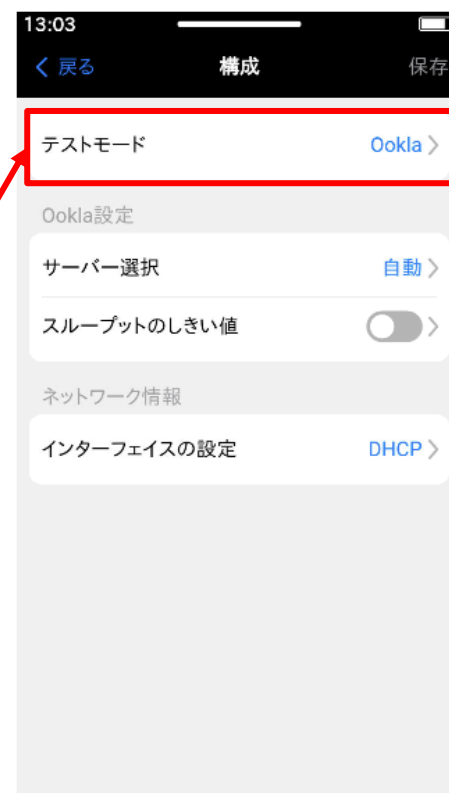 13:03
戻る 構成 保存
テストモード Ookla
Ookla設定
サーバー選択 自動
スループットのしきい値
ネットワーク情報
インターフェイスの設定 DHCP